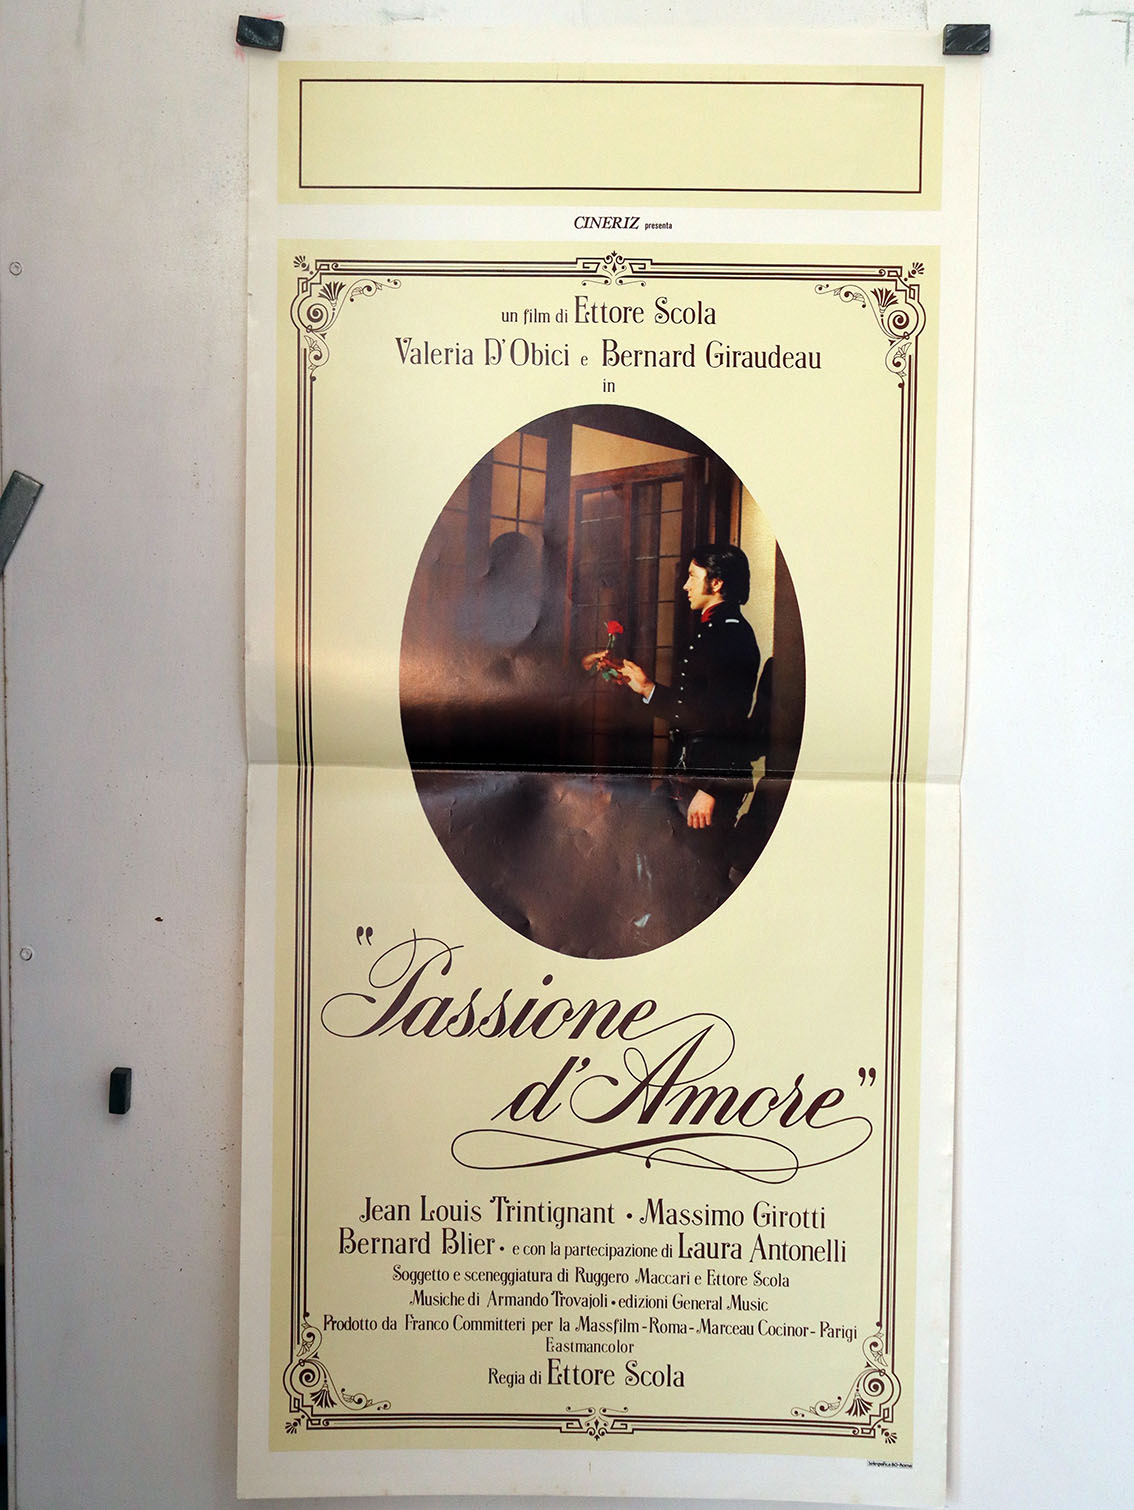 CINERIZ presenta
un film di Ettore Scola
Valeria D'Obici e Bernard Giraudeau
in
"Passione
d'Amore"
Jean Louis Trintignant • Massimo Girotti
Bernard Blier • e con la partecipazione di Laura Antonelli
Soggetto e sceneggiatura di Ruggero Maccari e Ettore Scola
Musiche di Armando Trovajoli • edizioni General Music
Prodotto da Franco Committeri per la Massfilm - Roma - Marceau Cocinor - Parigi
Eastmancolor
Regia di Ettore Scola